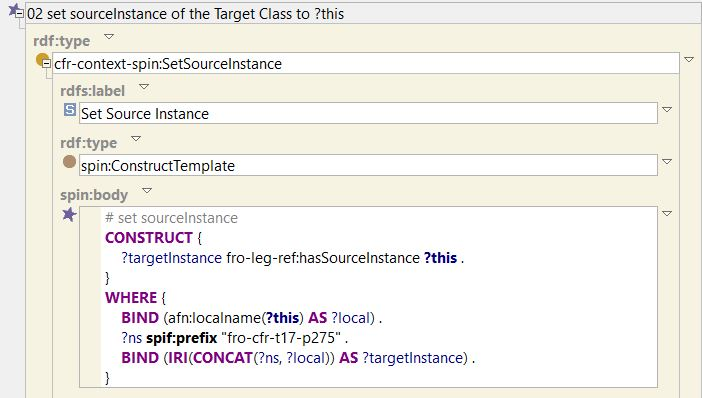 02 set sourceInstance of the Target Class to ?this
rdf:type
cfr-context-spin:SetSourceInstance
rdfs:label
S Set Source Instance
rdf:type
spin:ConstructTemplate
spin:body
# set sourceInstance
CONSTRUCT {
?targetInstance fro-leg-ref:hasSourceInstance ?this .
}
WHERE {
BIND (afn:localname(?this) AS ?local) .
?ns spif:prefix "fro-cfr-t17-p275" .
BIND (IRI(CONCAT(?ns, ?local)) AS ?targetInstance) .
}